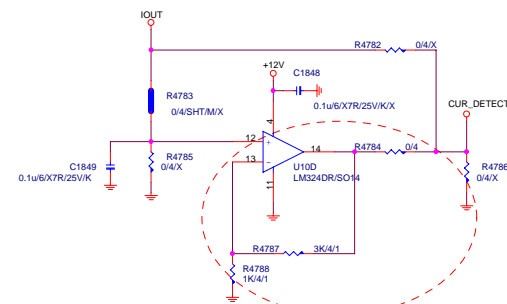 IOUT
R4782
0/4/X
+12V
C1848
0.1u/6/X7R/25V/K/X
R4783
0/4/SHT/M/X
CUR_DETECT
4
12
+
13
−
14
11
U10D
LM324DR/SO14
R4784
0/4
C1849
0.1u/6/X7R/25V/K
R4785
0/4/X
R4786
0/4/X
R4787
3K/4/1
R4788
1K/4/1